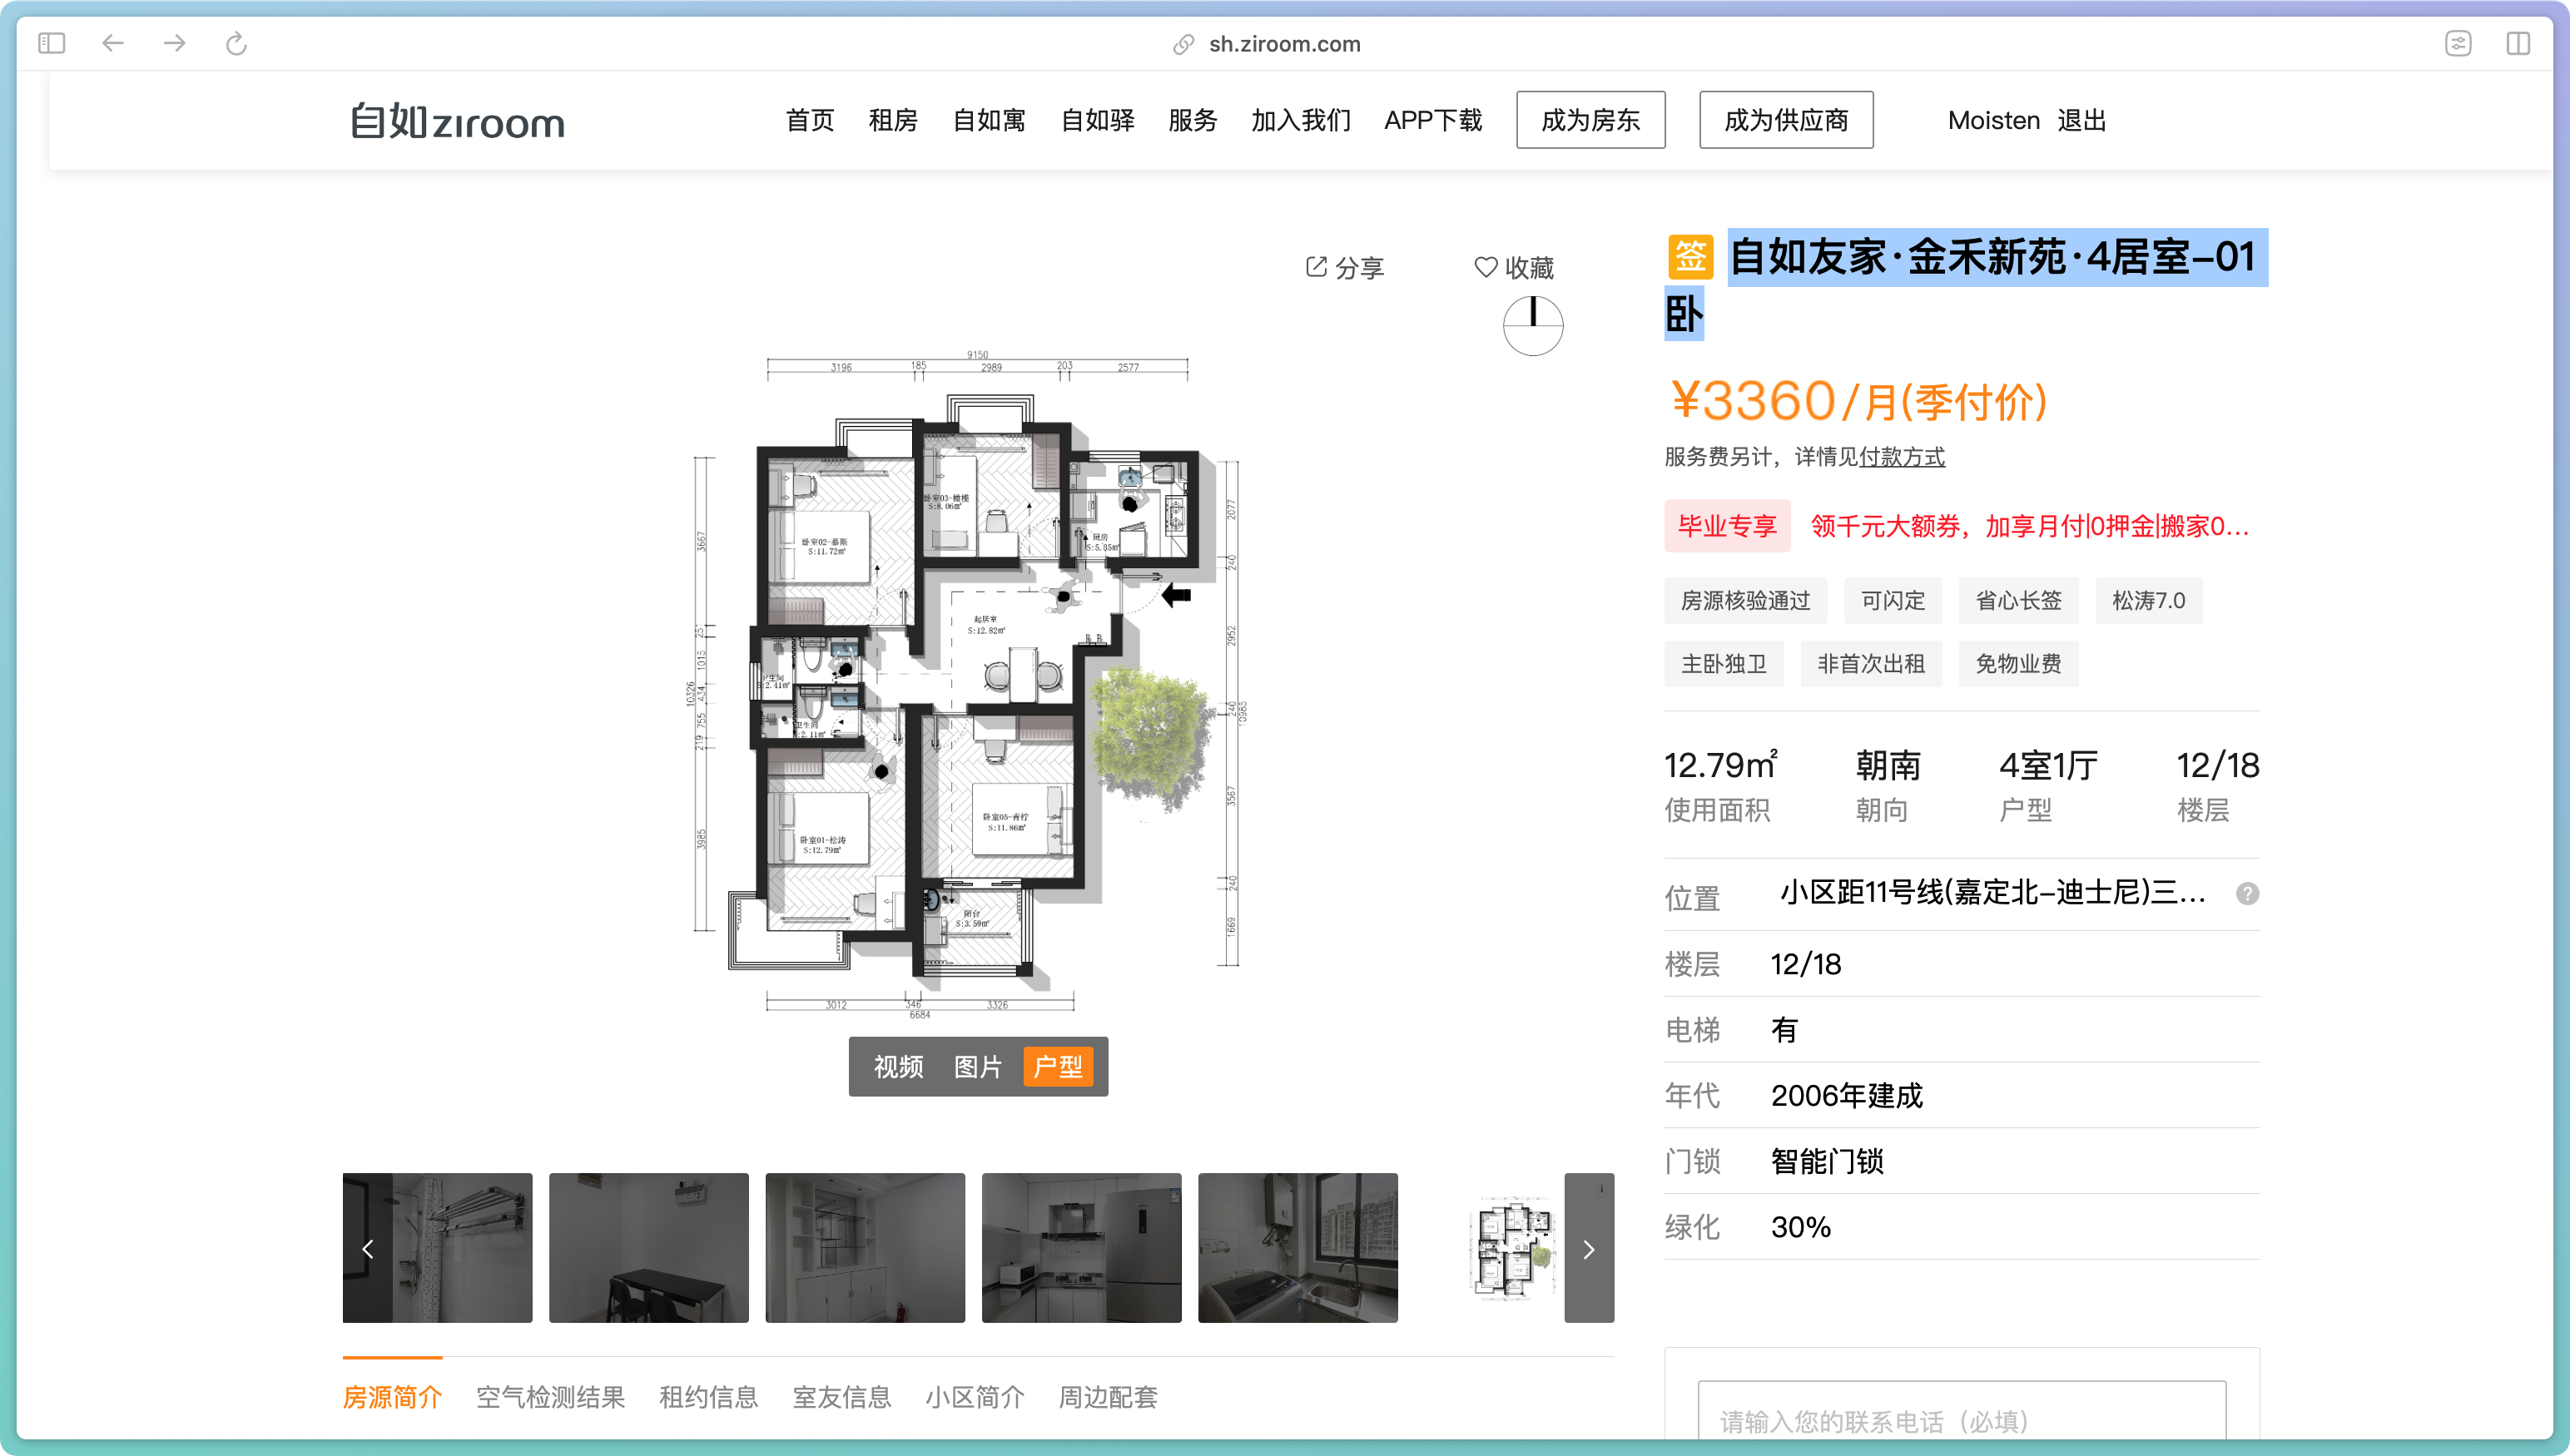 sh.ziroom.com
自如ziroom
首页 租房 自如寓 自如驿 服务 加入我们 APP下载 成为房东 成为供应商 Moisten 退出
分享 收藏
签 自如友家·金禾新苑·4居室-01
卧
¥3360/月(季付价)
服务费另计，详情见付款方式
毕业专享 领千元大额券，加享月付|0押金|搬家0...
房源核验通过 可闪定 省心长签 松涛7.0
主卧独卫 非首次出租 免物业费
12.79㎡ 朝南 4室1厅 12/18
使用面积 朝向 户型 楼层
位置 小区距11号线(嘉定北-迪士尼)三... ?
楼层 12/18
电梯 有
年代 2006年建成
门锁 智能门锁
绿化 30%
请输入您的联系电话（必填）
9150
3196 185 2989 203 2577
卧室02-慕斯
S:11.72㎡
卧室03-橄榄
S:8.06㎡
S:5.35㎡
起居室
S:12.82㎡
卫生间
S:2.41㎡
卫生间
S:2.11㎡
卧室01-松涛
S:12.79㎡
卧室05-青柠
S:11.86㎡
阳台
S:3.59㎡
3667
251
1015
434
755
219
3985
10326
2077
240
2952
240
3567
240
1669
3012 346 3326
6684
视频 图片 户型
房源简介 空气检测结果 租约信息 室友信息 小区简介 周边配套